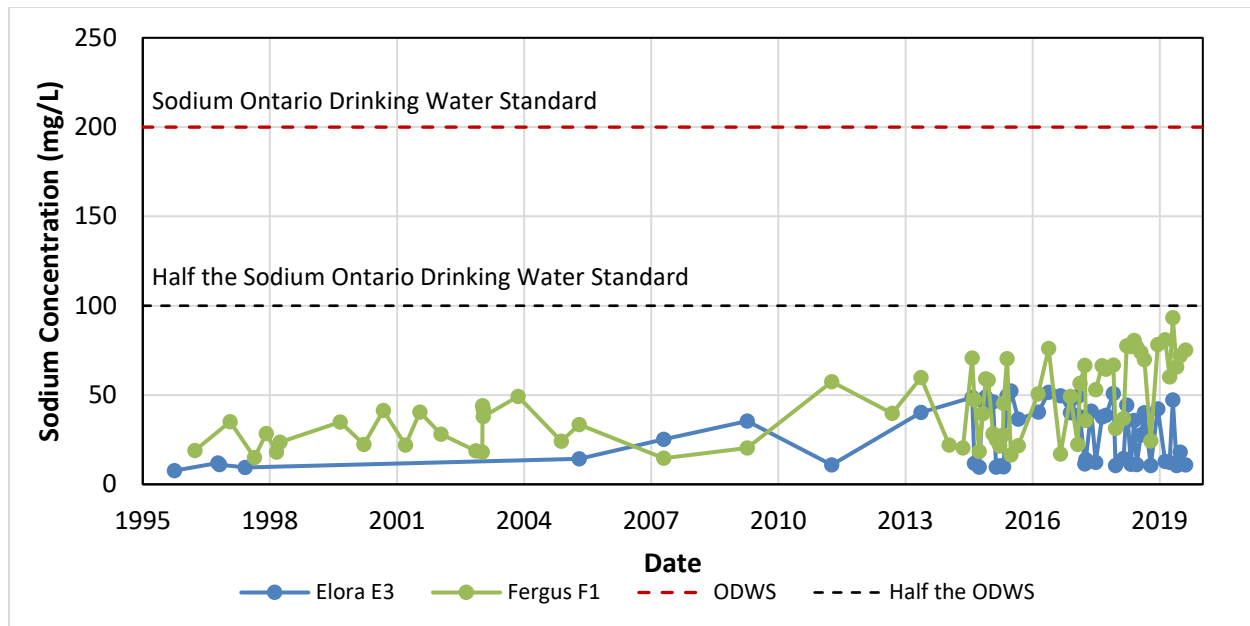 250
Sodium Ontario Drinking Water Standard
200
150
Half the Sodium Ontario Drinking Water Standard
100
50
0
Sodium Concentration (mg/L)
1995 1998 2001 2004 2007 2010 2013 2016 2019
Date
Elora E3 Fergus F1 ODWS Half the ODWS